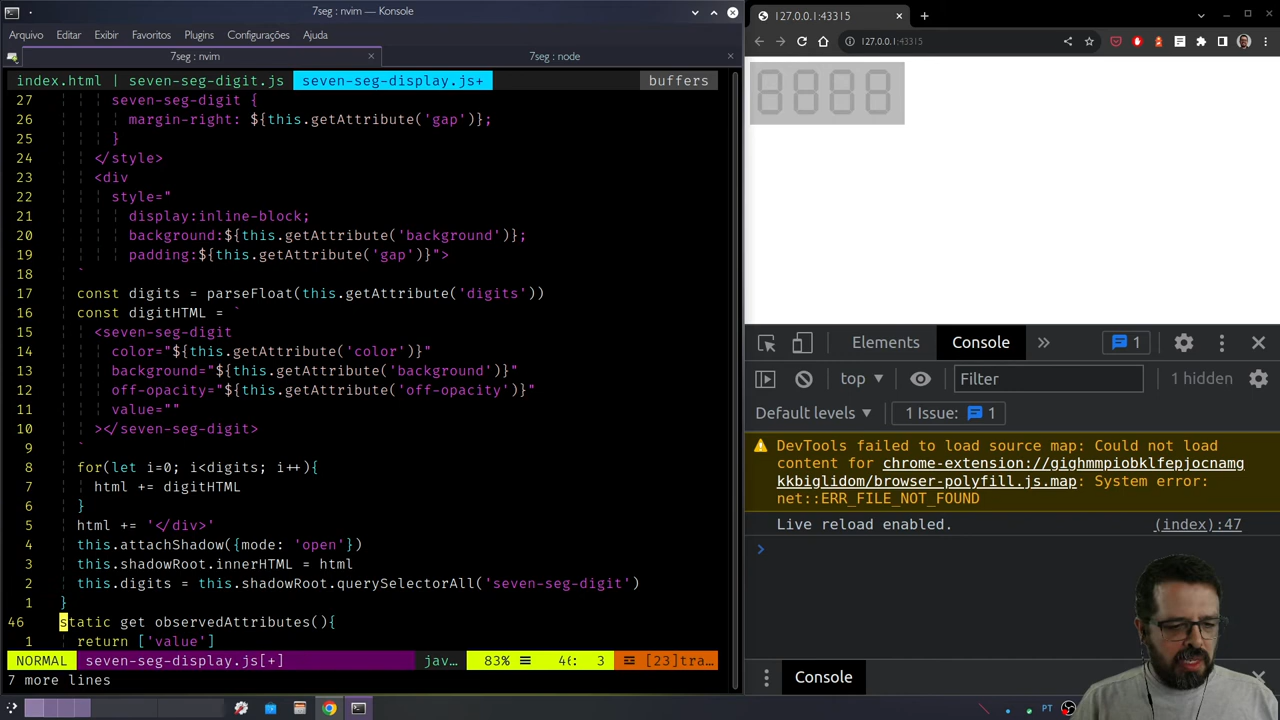 7seg : nvim — Konsole
Arquivo Editar Exibir Favoritos Plugins Configurações Ajuda
7seg : nvim
7seg : node
index.html | seven-seg-digit.js seven-seg-display.js+ buffers
27 seven-seg-digit {
26 margin-right: ${this.getAttribute('gap')};
25 }
24 </style>
23 <div
22 style="
21 display:inline-block;
20 background:${this.getAttribute('background')};
19 padding:${this.getAttribute('gap')}">
18 `
17 const digits = parseFloat(this.getAttribute('digits'))
16 const digitHTML = `
15 <seven-seg-digit
14 color="${this.getAttribute('color')}"
13 background="${this.getAttribute('background')}"
12 off-opacity="${this.getAttribute('off-opacity')}"
11 value=""
10 ></seven-seg-digit>
9 `
8 for(let i=0; i<digits; i++){
7 html += digitHTML
6 }
5 html += '</div>'
4 this.attachShadow({mode: 'open'})
3 this.shadowRoot.innerHTML = html
2 this.digits = this.shadowRoot.querySelectorAll('seven-seg-digit')
1 }
46 static get observedAttributes(){
1 return ['value']
NORMAL seven-seg-display.js[+] jav… 83% 46: 3 [23]tra…
7 more lines
127.0.0.1:43315
127.0.0.1:43315
8888
Elements Console » 1
top Filter 1 hidden
Default levels 1 Issue: 1
DevTools failed to load source map: Could not load
content for chrome-extension://gighmmpiobklfepjocnamg
kkbiglidom/browser-polyfill.js.map: System error:
net::ERR_FILE_NOT_FOUND
Live reload enabled. (index):47
Console
PT